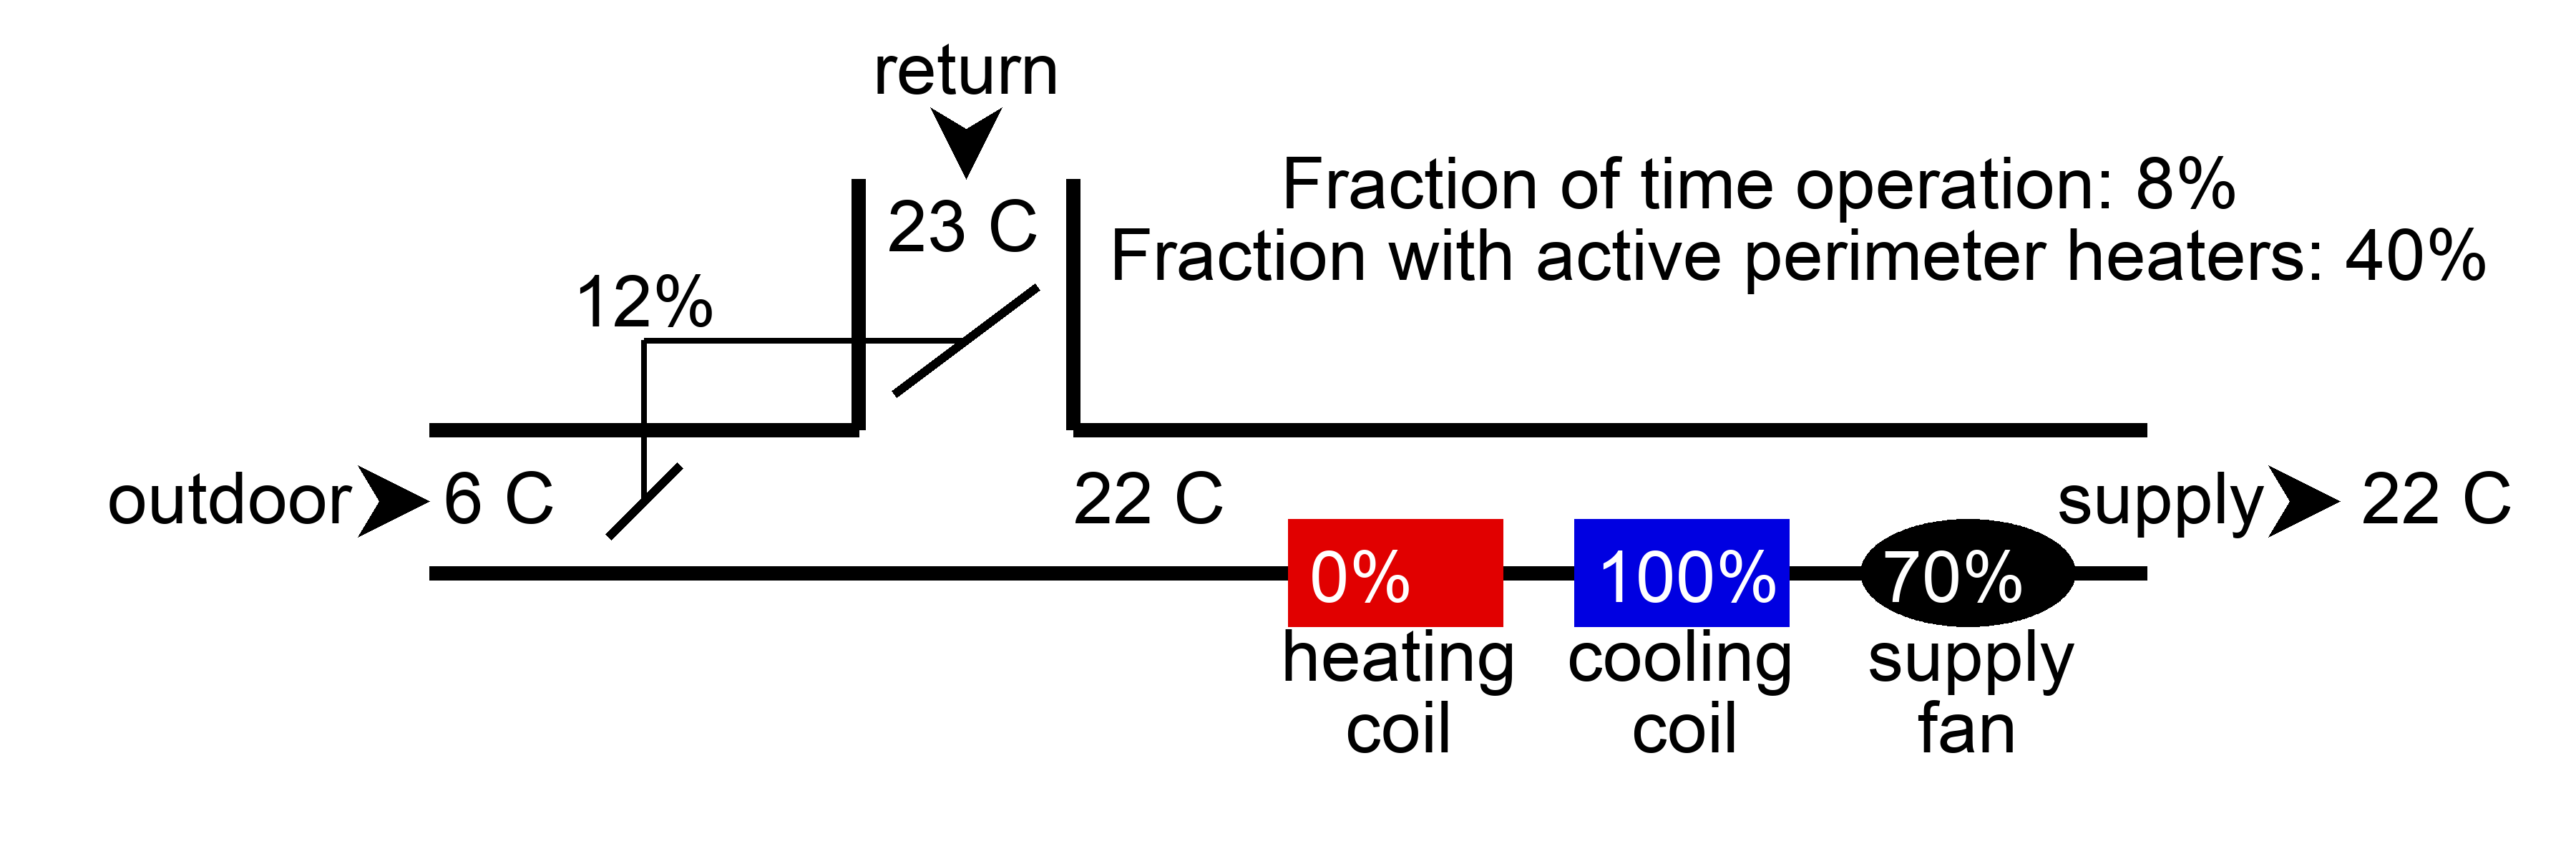 return
23 C
Fraction of time operation: 8%
Fraction with active perimeter heaters: 40%
12%
outdoor
6 C
22 C
supply
22 C
0%
100%
70%
heating
coil
cooling
coil
supply
fan